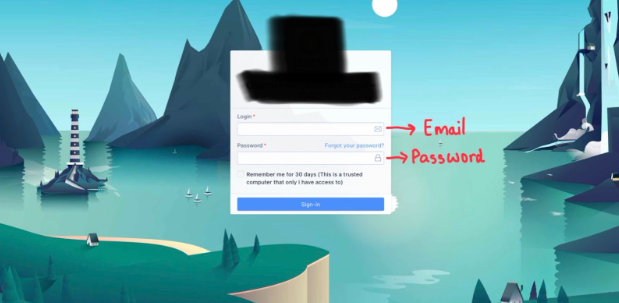 Login *
Email
Password *
Forgot your password?
Password
Remember me for 30 days (This is a trusted
computer that only I have access to)
Sign in